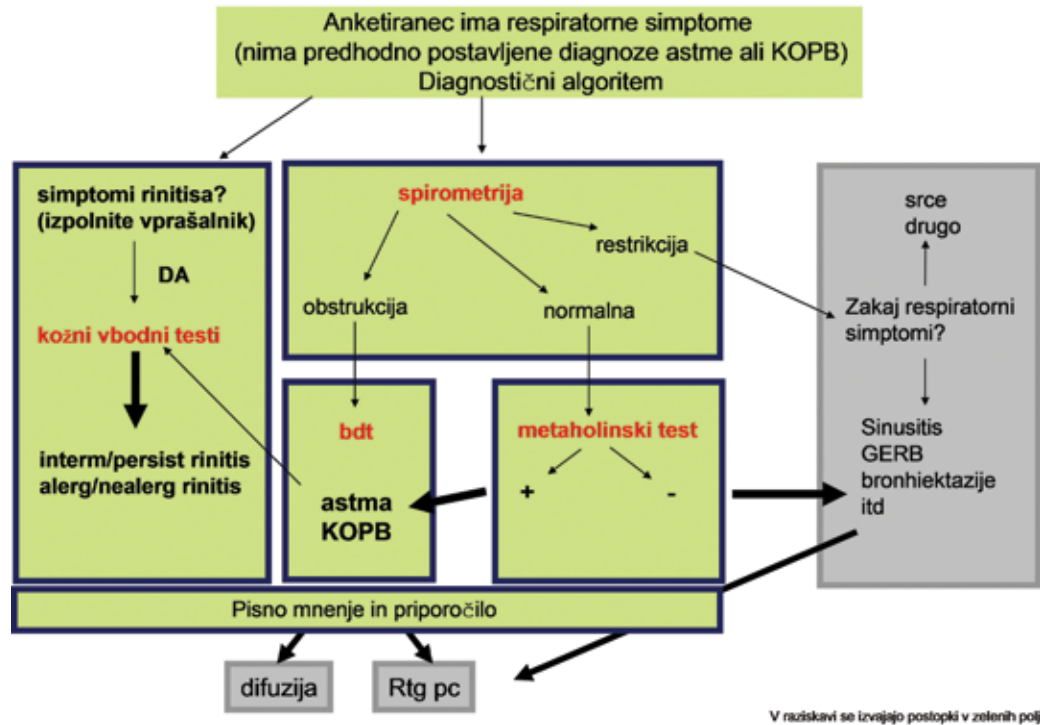 Anketiranec ima respiratorne simptome
(nima predhodno postavljene diagnoze astme ali KOPB)
Diagnostični algoritem
simptomi rinitisa?
(izpolnite vprašalnik)
DA
kožni vbodni testi
interm/persist rinitis
alerg/nealerg rinitis
spirometrija
restrikcija
obstrukcija
normalna
bdt
astma
KOPB
metaholinski test
+
-
srce
drugo
Zakaj respiratorni
simptomi?
Sinusitis
GERB
bronhiektazije
itd
Pisno mnenje in priporočilo
difuzija
Rtg pc
V raziskavi se izvajajo postopki v zelenih polj